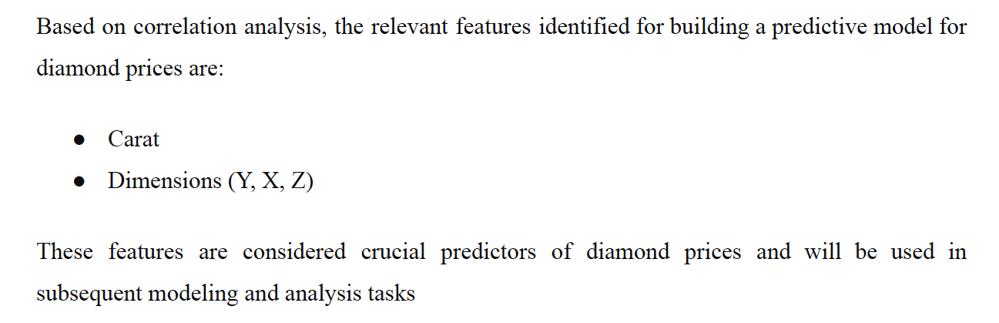 Based on correlation analysis, the relevant features identified for building a predictive model for
diamond prices are:
● Carat
● Dimensions (Y, X, Z)
These features are considered crucial predictors of diamond prices and will be used in
subsequent modeling and analysis tasks